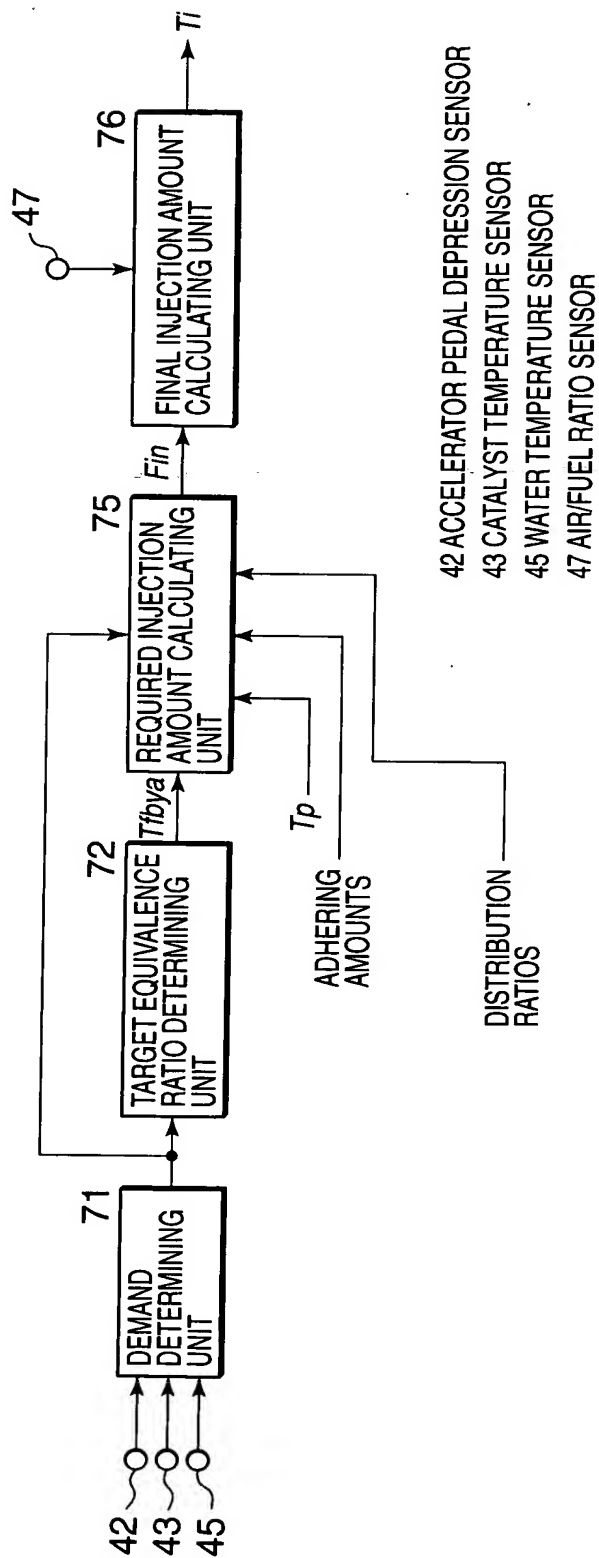 42
43
45
71
DEMAND
DETERMINING
UNIT
72
TARGET EQUIVALENCE
RATIO DETERMINING
UNIT
Tfbya
75
REQUIRED INJECTION
AMOUNT CALCULATING
UNIT
Tp
ADHERING
AMOUNTS
DISTRIBUTION
RATIOS
Fin
47
76
FINAL INJECTION AMOUNT
CALCULATING UNIT
Ti
42 ACCELERATOR PEDAL DEPRESSION SENSOR
43 CATALYST TEMPERATURE SENSOR
45 WATER TEMPERATURE SENSOR
47 AIR/FUEL RATIO SENSOR